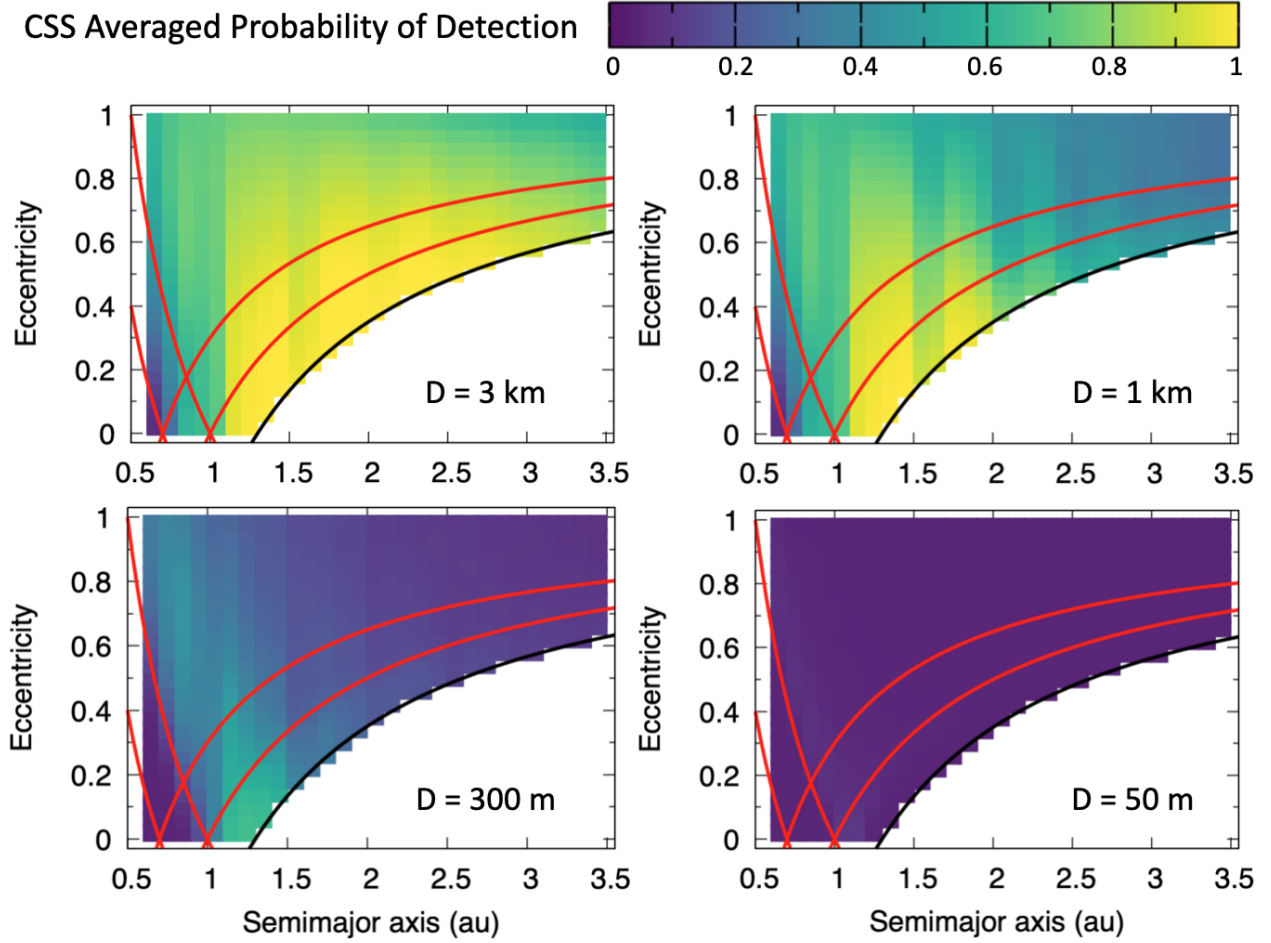 CSS Averaged Probability of Detection
0 0.2 0.4 0.6 0.8 1
1
0.8
0.6
0.4
0.2
0
Eccentricity
D = 3 km
0.5 1 1.5 2 2.5 3 3.5
1
0.8
0.6
0.4
0.2
0
Eccentricity
D = 1 km
0.5 1 1.5 2 2.5 3 3.5
1
0.8
0.6
0.4
0.2
0
Eccentricity
D = 300 m
0.5 1 1.5 2 2.5 3 3.5
Semimajor axis (au)
1
0.8
0.6
0.4
0.2
0
Eccentricity
D = 50 m
0.5 1 1.5 2 2.5 3 3.5
Semimajor axis (au)